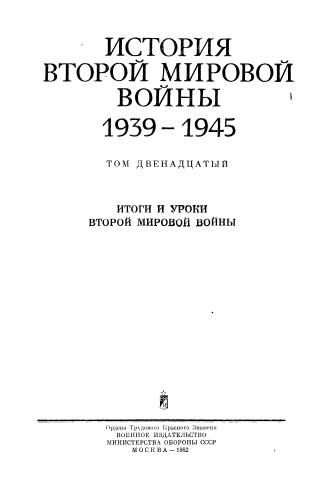 ИСТОРИЯ
ВТОРОЙ МИРОВОЙ
ВОЙНЫ
1939 – 1945
ТОМ ДВЕНАДЦАТЫЙ
ИТОГИ И УРОКИ
ВТОРОЙ МИРОВОЙ ВОЙНЫ
Ордена Трудового Красного Знамени
ВОЕННОЕ ИЗДАТЕЛЬСТВО
МИНИСТЕРСТВА ОБОРОНЫ СССР
МОСКВА — 1982